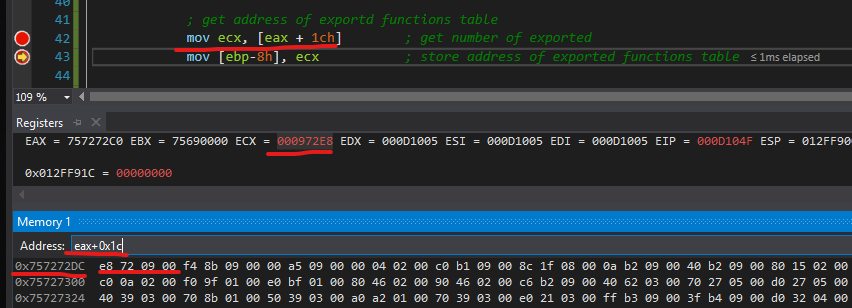 40
41 ; get address of exportd functions table
42 mov ecx, [eax + 1ch] ; get number of exported
43 mov [ebp-8h], ecx ; store address of exported functions table ≤1ms elapsed
44
109 %
Registers
EAX = 757272C0 EBX = 75690000 ECX = 000972E8 EDX = 000D1005 ESI = 000D1005 EDI = 000D1005 EIP = 000D104F ESP = 012FF90
0x012FF91C = 00000000
Memory 1
Address: eax+0x1c
0x757272DC e8 72 09 00 f4 8b 09 00 00 a5 09 00 00 04 02 00 c0 b1 09 00 8c 1f 08 00 0a b2 09 00 80 15 02 00
0x75727300 c0 0a 02 00 f0 9f 01 00 e0 bf 01 00 80 46 02 00 90 46 02 00 c6 b2 09 00 40 62 03 00 70 27 05 00 d0 27 05 00
0x75727324 40 39 03 00 70 8b 01 00 50 39 03 00 a0 a2 01 00 70 39 03 00 e0 21 03 00 ff b3 09 00 3f b4 09 00 d0 32 04 00